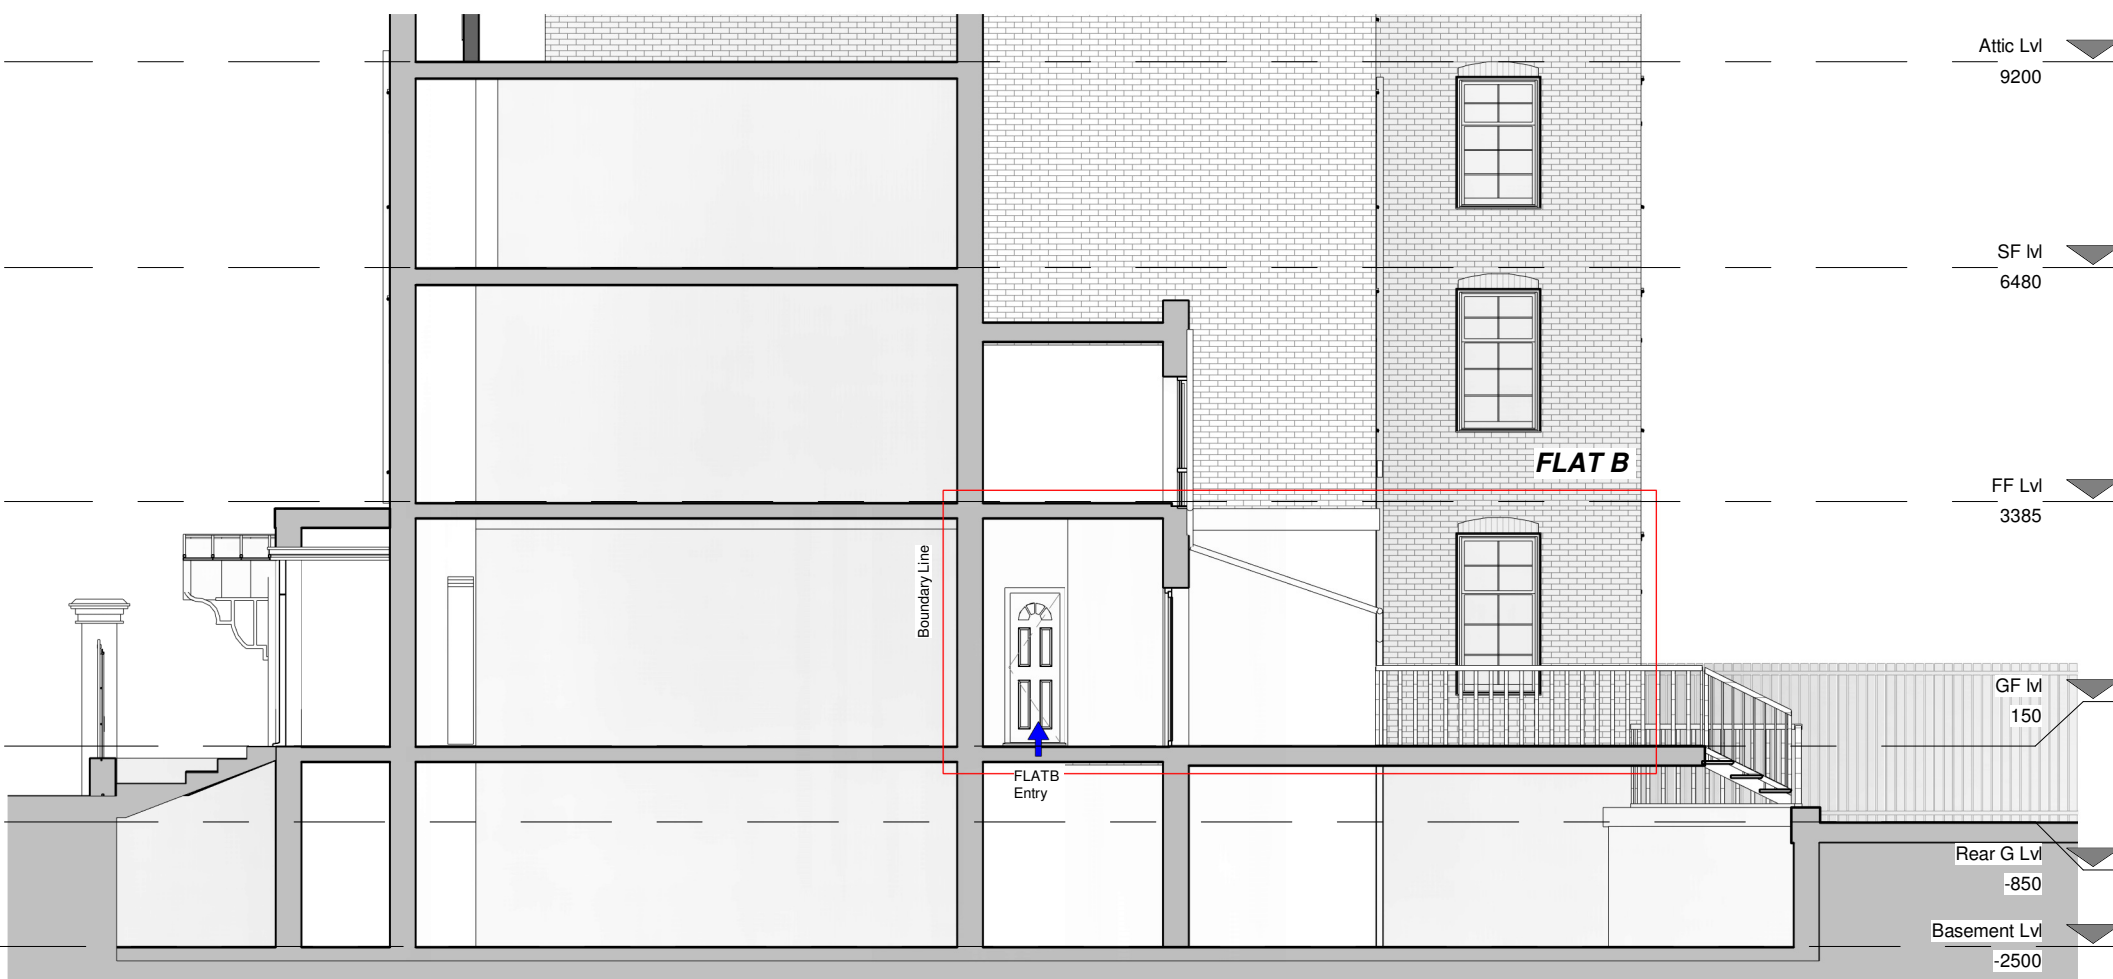 Attic Lvl
9200
SF lvl
6480
FLAT B
FF Lvl
3385
Boundary Line
GF lvl
150
FLATB
Entry
Rear G Lvl
-850
Basement Lvl
-2500